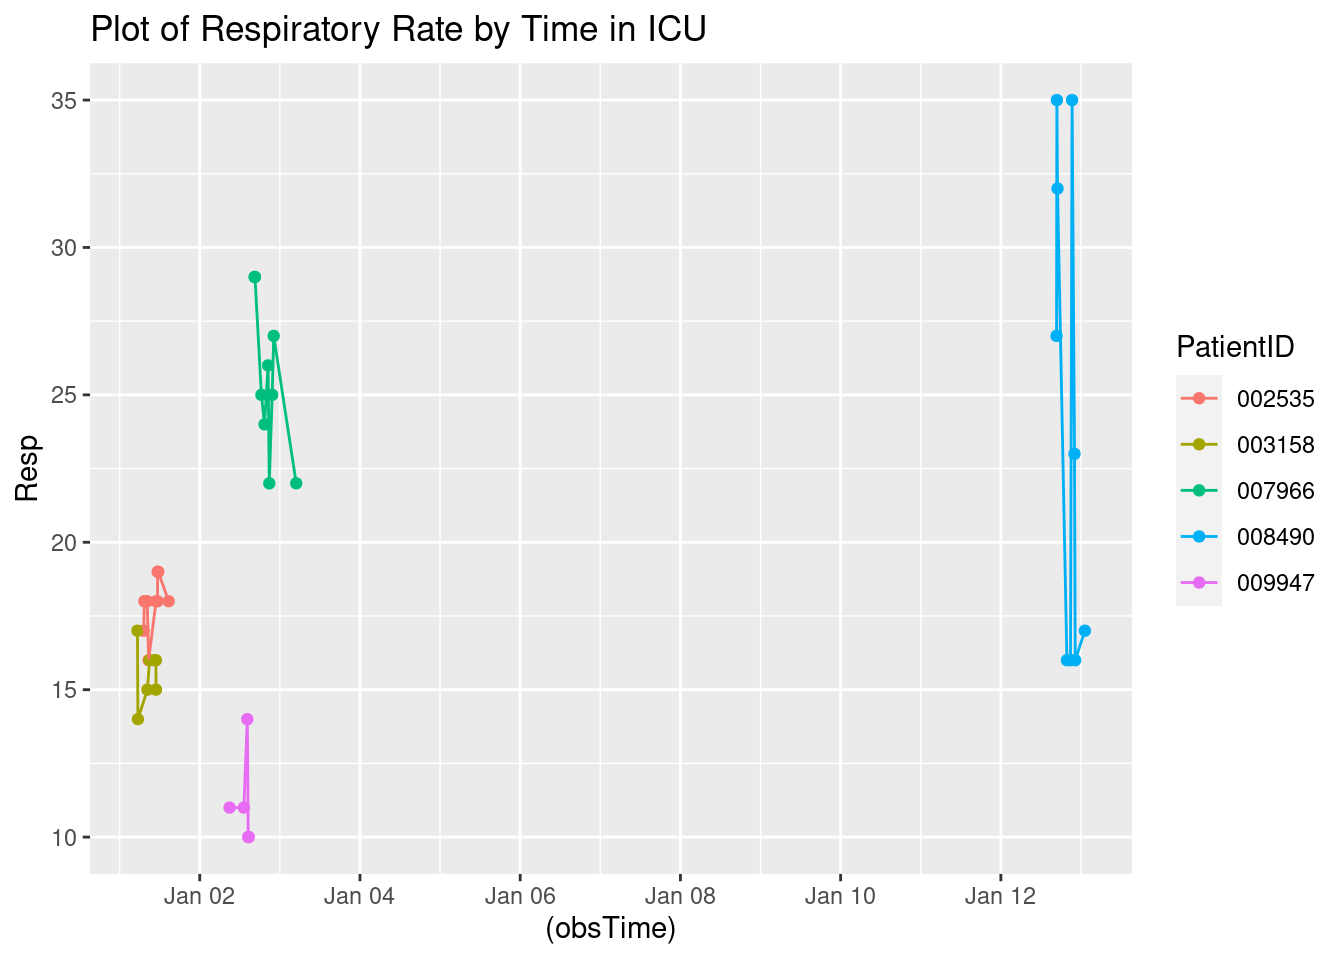 Plot of Respiratory Rate by Time in ICU
35
30
25
20
15
10
Resp
Jan 02
Jan 04
Jan 06
Jan 08
Jan 10
Jan 12
(obsTime)
PatientID
002535
003158
007966
008490
009947